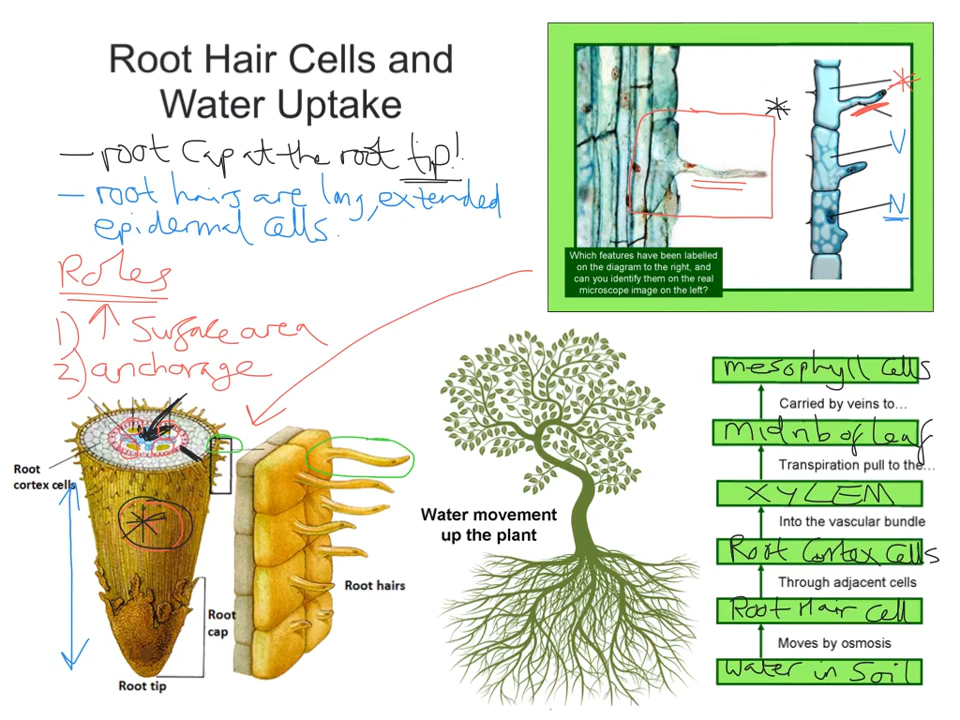 Root Hair Cells and
Water Uptake
— root Cap at the root tip!
— root hairs are long, extended
epidermal cells.
Roles
1) ↑ Surface area
2) anchorage
V
N
Which features have been labelled
on the diagram to the right, and
can you identify them on the real
microscope image on the left?
Root
cortex cells
Root
cap
Root tip
Root hairs
Water movement
up the plant
mesophyll cells
Carried by veins to…
Midrib of leaf
Transpiration pull to the…
XYLEM
Into the vascular bundle
Root Cortex Cells
Through adjacent cells
Root Hair Cell
Moves by osmosis
Water in Soil